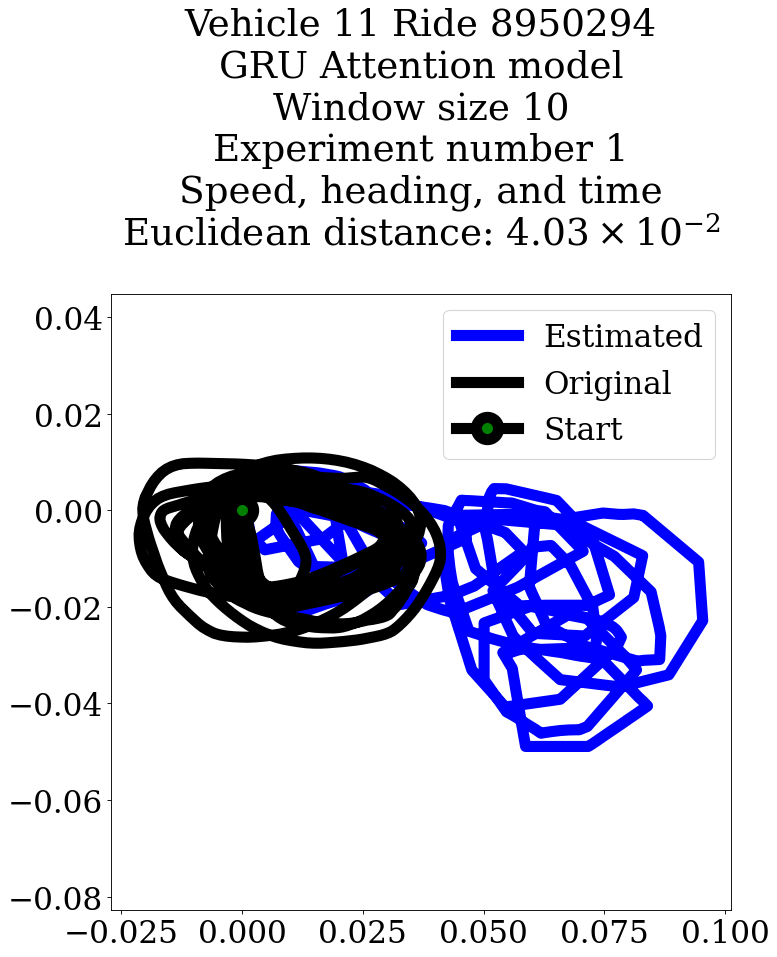 Vehicle 11 Ride 8950294
GRU Attention model
Window size 10
Experiment number 1
Speed, heading, and time
Euclidean distance: 4.03 × 10⁻²
Estimated
Original
Start
0.04
0.02
0.00
−0.02
−0.04
−0.06
−0.08
−0.025 0.000 0.025 0.050 0.075 0.100